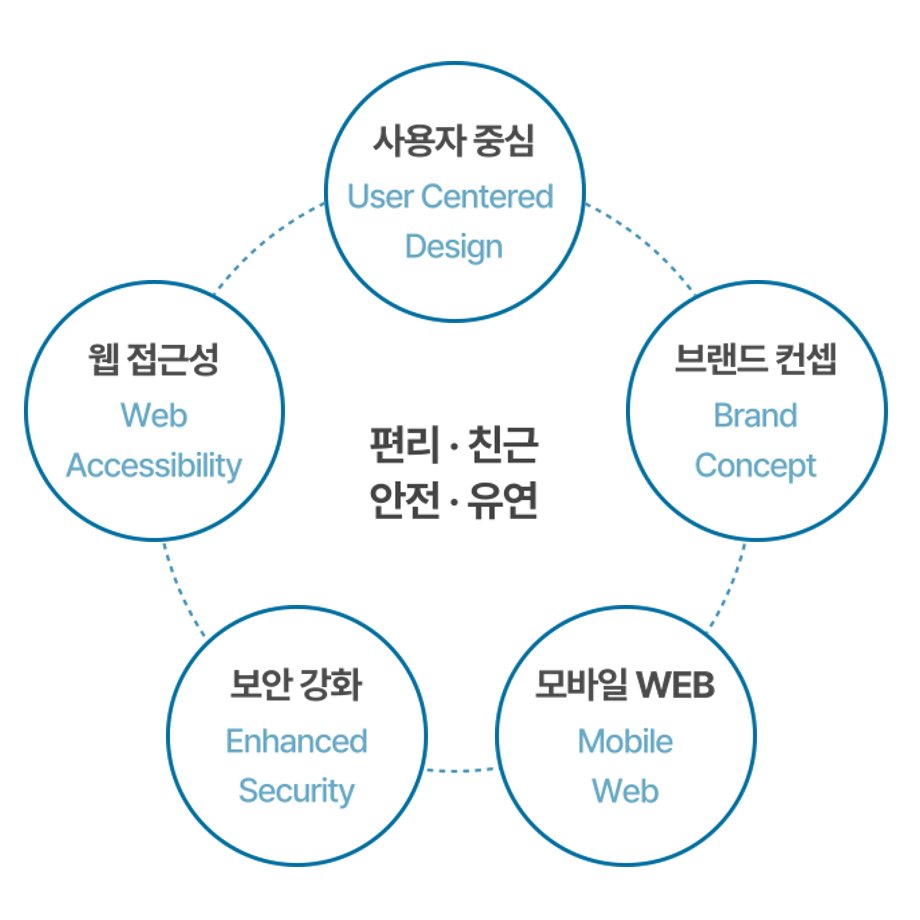 사용자 중심
User Centered
Design
웹 접근성
Web
Accessibility
브랜드 컨셉
Brand
Concept
편리 · 친근
안전 · 유연
보안 강화
Enhanced
Security
모바일 WEB
Mobile
Web